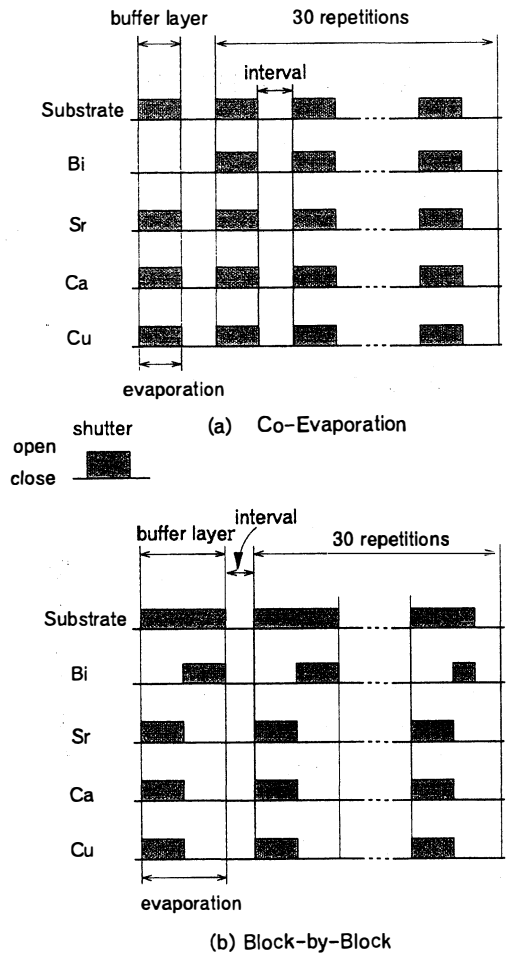 buffer layer
30 repetitions
interval
Substrate
Bi
Sr
Ca
Cu
evaporation
(a) Co-Evaporation
shutter
open
close
interval
buffer layer
30 repetitions
Substrate
Bi
Sr
Ca
Cu
evaporation
(b) Block-by-Block